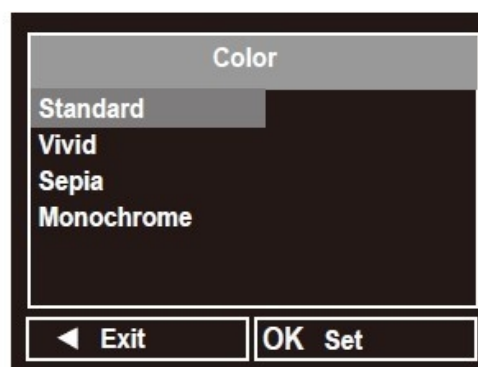 Color
Standard
Vivid
Sepia
Monochrome
◀ Exit
OK Set